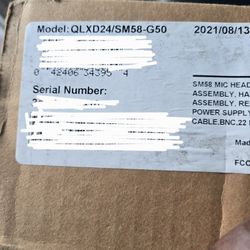 Model: QLXD24/SM58-G50
2021/08/13
0 42406 34395 4
Serial Number:
SM58 MIC HEAD
ASSEMBLY, HA
ASSEMBLY. RE
POWER SUPPLY
CABLE,BNC,22
Mad
FCC